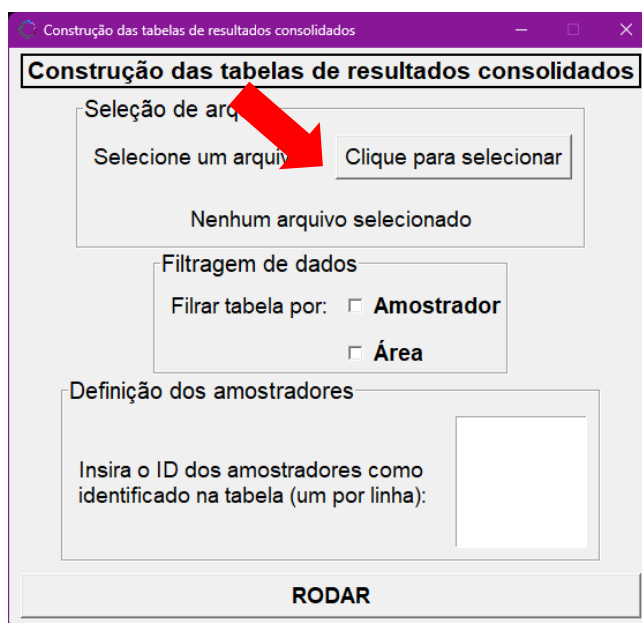 Construção das tabelas de resultados consolidados
Construção das tabelas de resultados consolidados
Seleção de
Selecione um Clique para selecionar
Nenhum arquivo selecionado
Filtragem de dados
Filrar tabela por: Amostrador
Área
Definição dos amostradores
Insira o ID dos amostradores como
identificado na tabela (um por linha):
RODAR